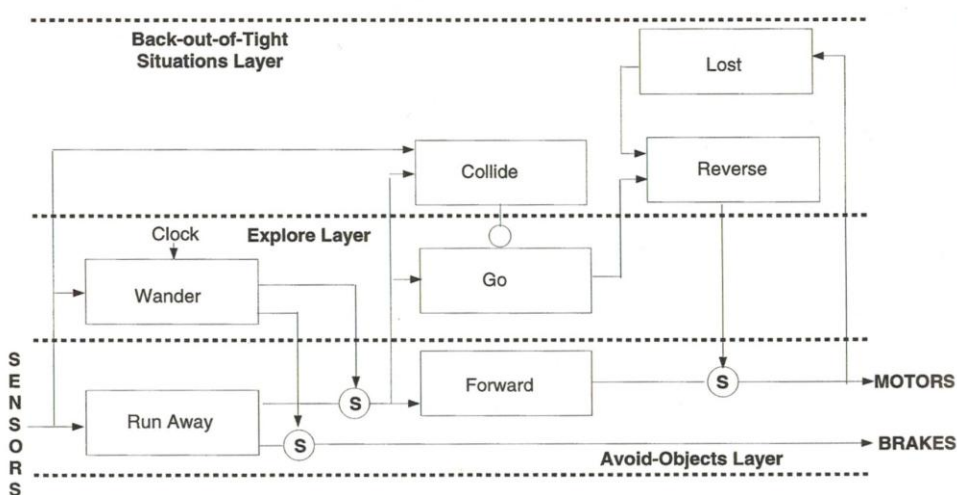 Back-out-of-Tight
Situations Layer
Lost
Collide
Reverse
Clock
Explore Layer
Wander
Go
SENSORS
Forward
S
MOTORS
Run Away
S
S
BRAKES
Avoid-Objects Layer